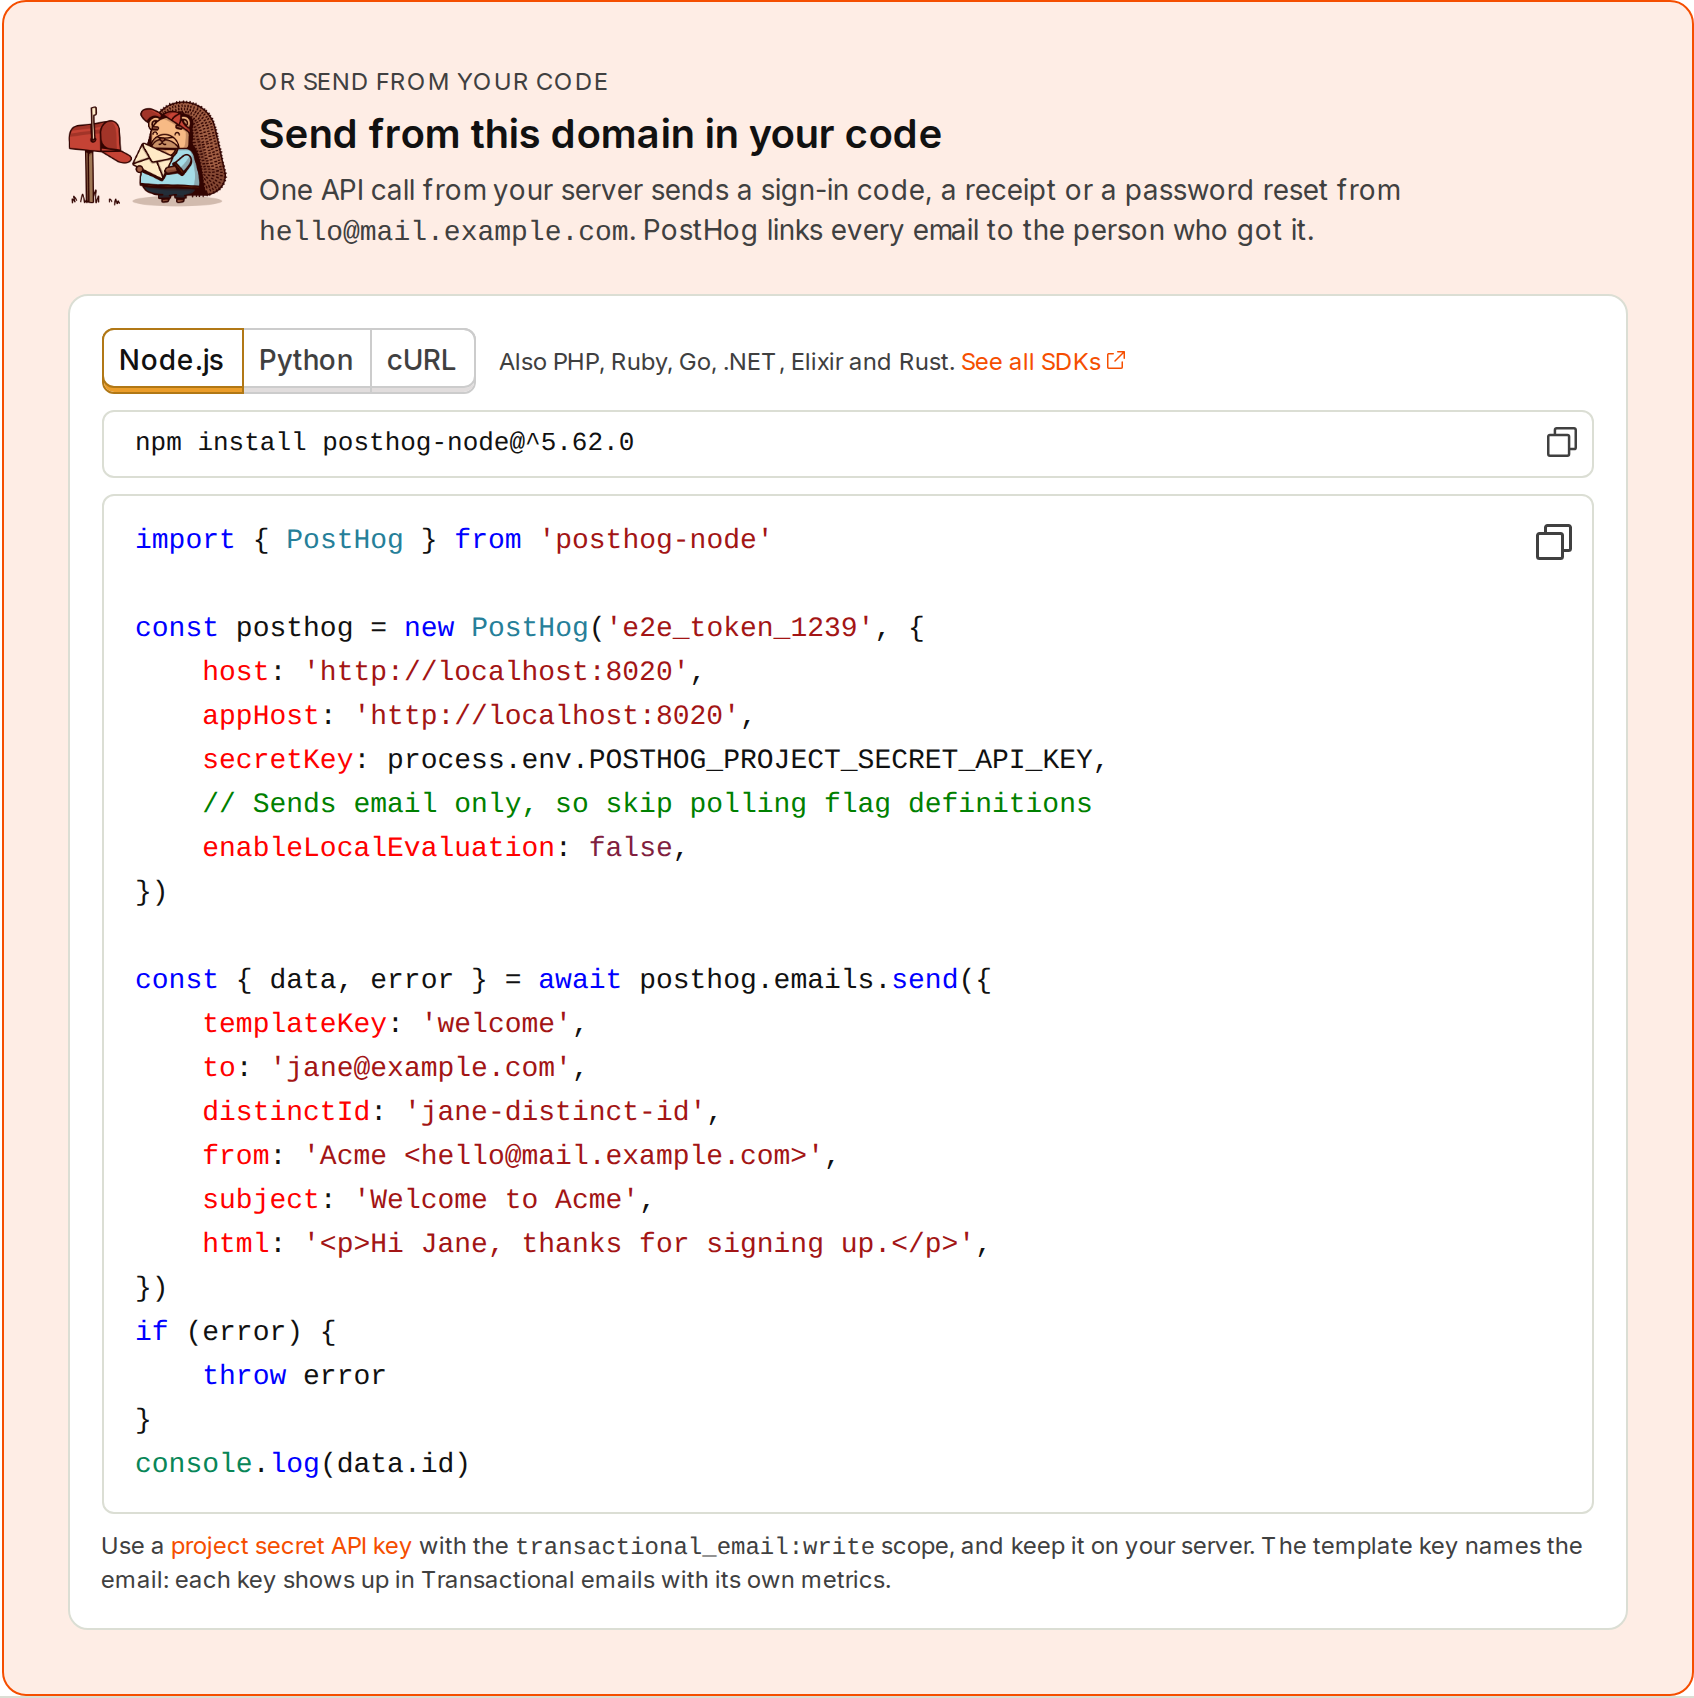 OR SEND FROM YOUR CODE
Send from this domain in your code
One API call from your server sends a sign-in code, a receipt or a password reset from
hello@mail.example.com. PostHog links every email to the person who got it.
Node.js Python cURL Also PHP, Ruby, Go, .NET, Elixir and Rust. See all SDKs
npm install posthog-node@^5.62.0
import { PostHog } from 'posthog-node'
const posthog = new PostHog('e2e_token_1239', {
    host: 'http://localhost:8020',
    appHost: 'http://localhost:8020',
    secretKey: process.env.POSTHOG_PROJECT_SECRET_API_KEY,
    // Sends email only, so skip polling flag definitions
    enableLocalEvaluation: false,
})
const { data, error } = await posthog.emails.send({
    templateKey: 'welcome',
    to: 'jane@example.com',
    distinctId: 'jane-distinct-id',
    from: 'Acme <hello@mail.example.com>',
    subject: 'Welcome to Acme',
    html: '<p>Hi Jane, thanks for signing up.</p>',
})
if (error) {
    throw error
}
console.log(data.id)
Use a project secret API key with the transactional_email:write scope, and keep it on your server. The template key names the
email: each key shows up in Transactional emails with its own metrics.